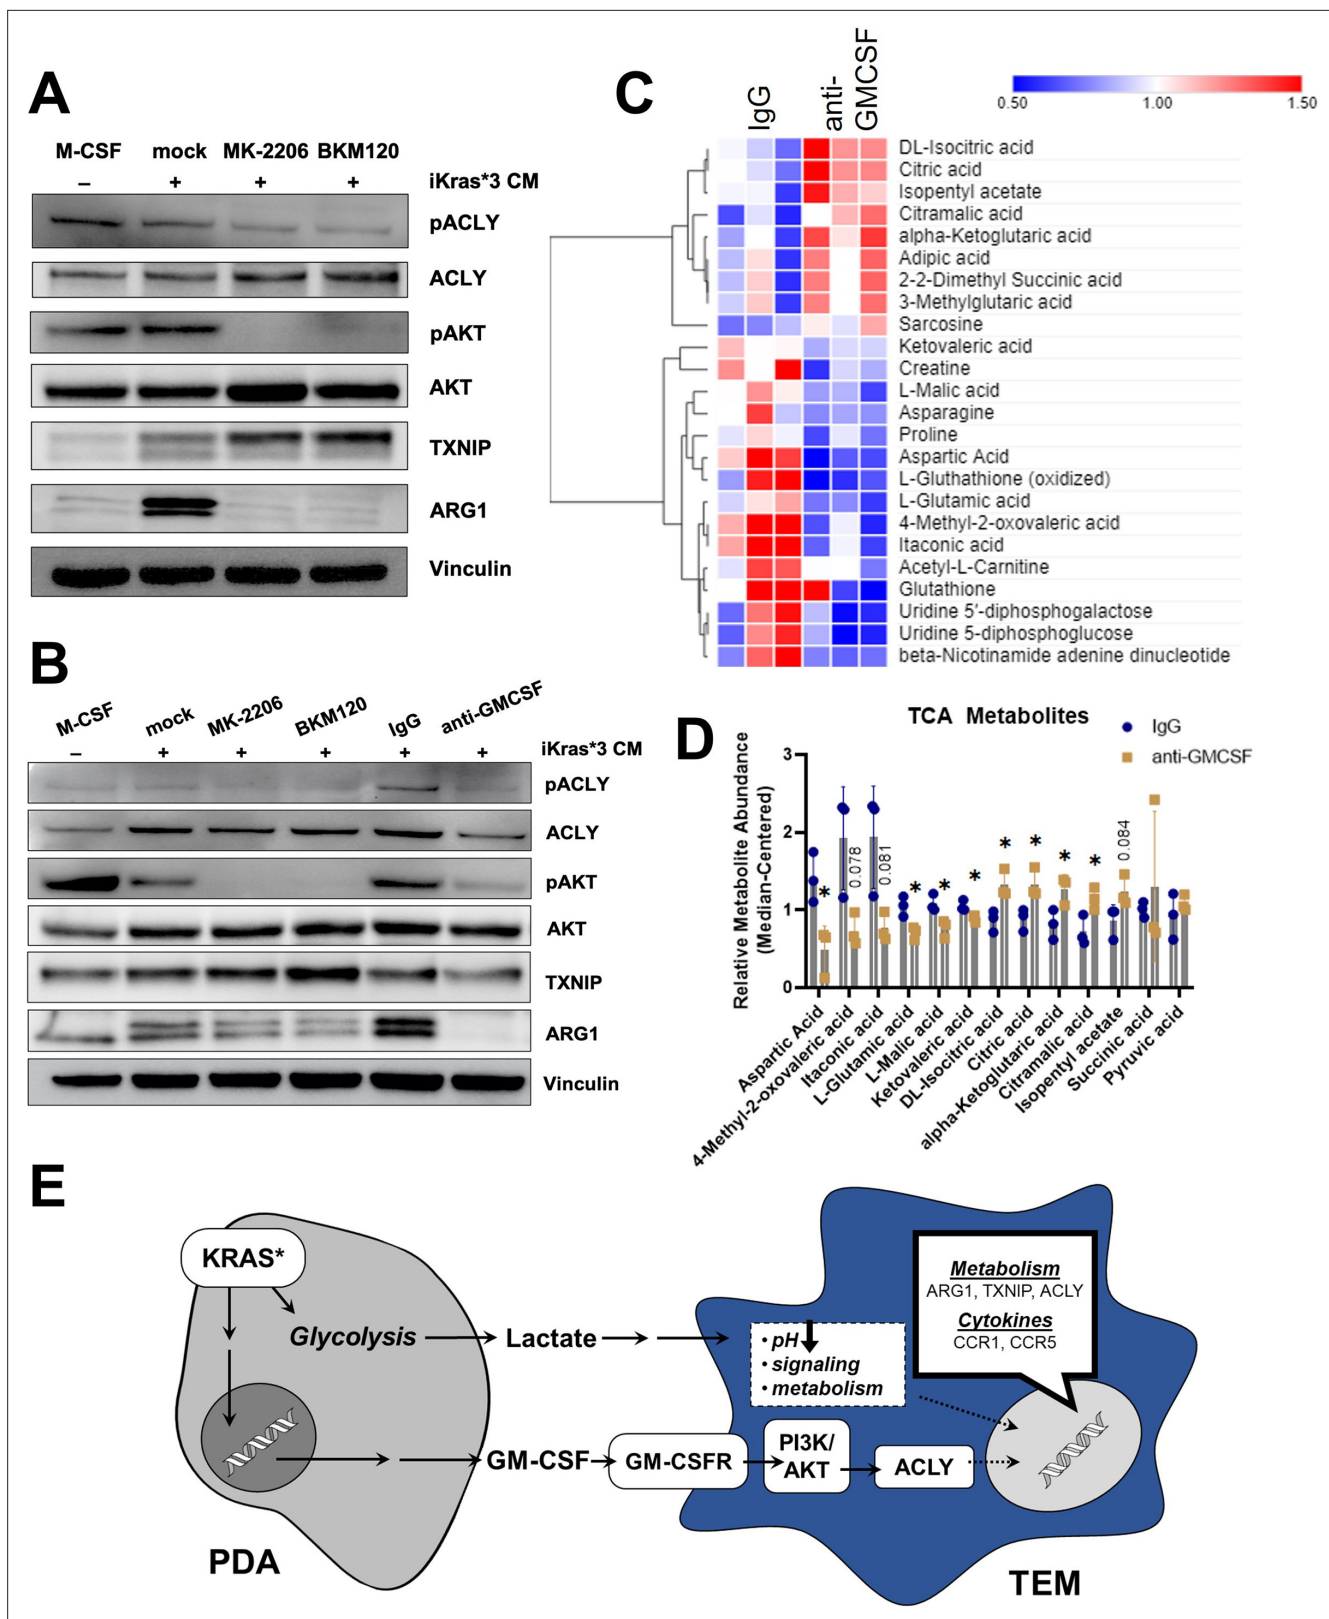 A
M-CSF mock MK-2206 BKM120
– + + + iKras*3 CM
pACLY
ACLY
pAKT
AKT
TXNIP
ARG1
Vinculin
B
M-CSF mock MK-2206 BKM120 IgG anti-GMCSF
– + + + + + iKras*3 CM
pACLY
ACLY
pAKT
AKT
TXNIP
ARG1
Vinculin
C
IgG
anti-
GMCSF
0.50 1.00 1.50
DL-Isocitric acid
Citric acid
Isopentyl acetate
Citramalic acid
alpha-Ketoglutaric acid
Adipic acid
2-2-Dimethyl Succinic acid
3-Methylglutaric acid
Sarcosine
Ketovaleric acid
Creatine
L-Malic acid
Asparagine
Proline
Aspartic Acid
L-Gluthathione (oxidized)
L-Glutamic acid
4-Methyl-2-oxovaleric acid
Itaconic acid
Acetyl-L-Carnitine
Glutathione
Uridine 5'-diphosphogalactose
Uridine 5-diphosphoglucose
beta-Nicotinamide adenine dinucleotide
D
TCA Metabolites
IgG
anti-GMCSF
Relative Metabolite Abundance
(Median-Centered)
3
2
1
0
* 0.078 0.081 * * * * * * * 0.084
Aspartic Acid
4-Methyl-2-oxovaleric acid
Itaconic acid
L-Glutamic acid
L-Malic acid
Ketovaleric acid
DL-Isocitric acid
Citric acid
alpha-Ketoglutaric acid
Citramalic acid
Isopentyl acetate
Succinic acid
Pyruvic acid
E
KRAS*
Glycolysis
Lactate
• pH
• signaling
• metabolism
Metabolism
ARG1, TXNIP, ACLY
Cytokines
CCR1, CCR5
GM-CSF
GM-CSFR
PI3K/
AKT
ACLY
PDA
TEM